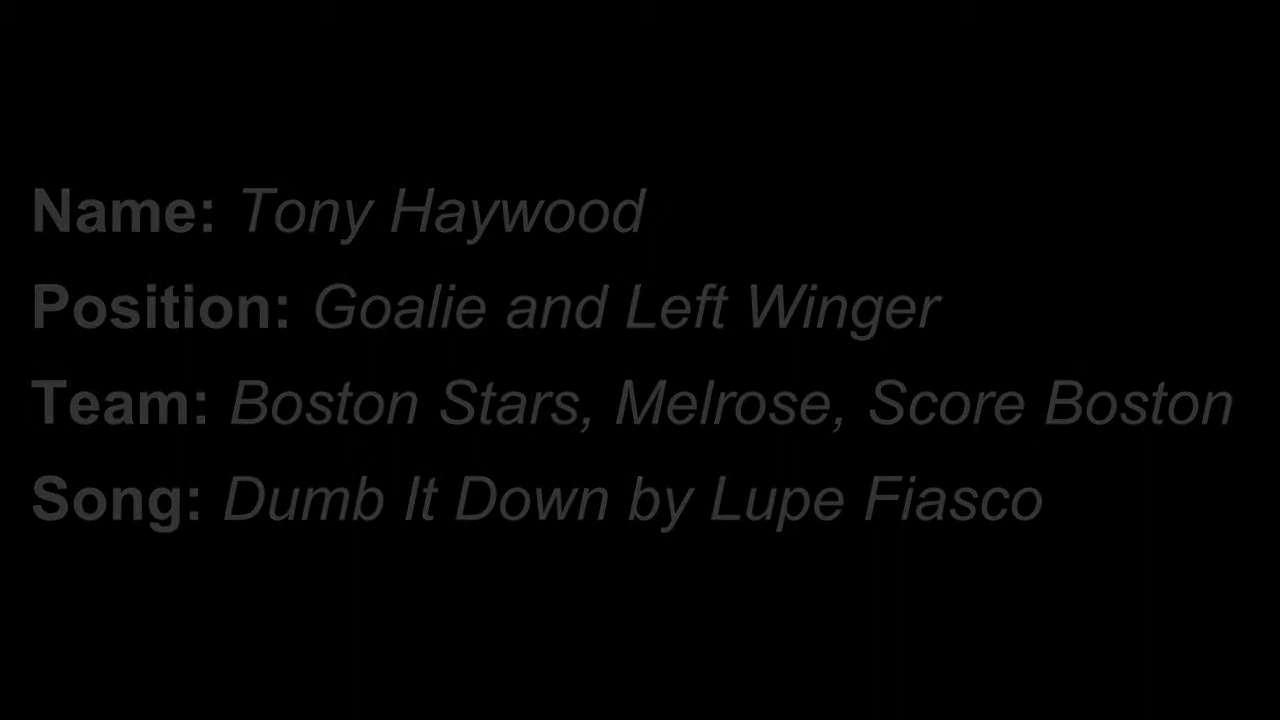 Name: Tony Haywood
Position: Goalie and Left Winger
Team: Boston Stars, Melrose, Score Boston
Song: Dumb It Down by Lupe Fiasco